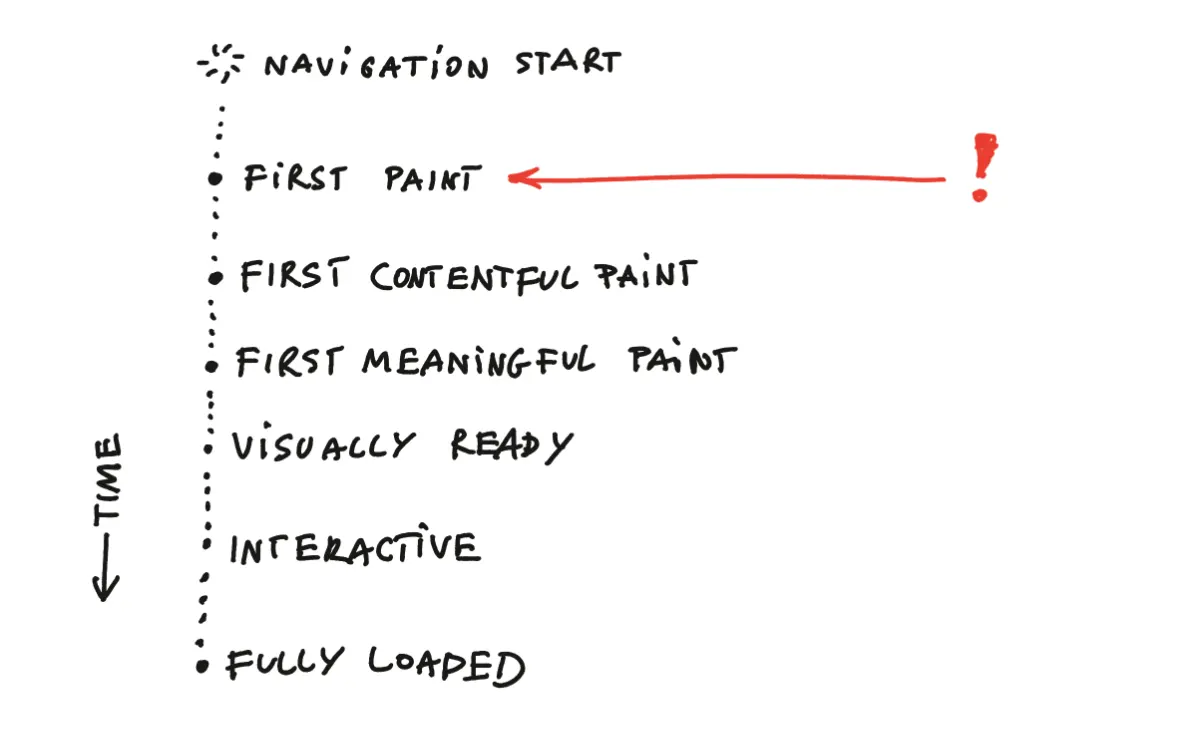 NAVIGATION START
FIRST PAINT
!
FIRST CONTENTFUL PAINT
FIRST MEANINGFUL PAINT
VISUALLY READY
TIME
INTERACTIVE
FULLY LOADED